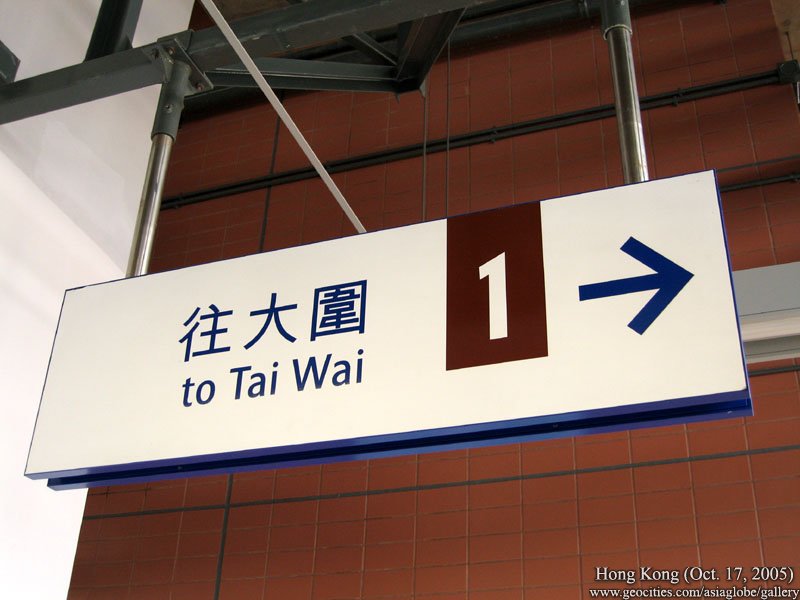 往大圍
to Tai Wai
1
Hong Kong (Oct. 17, 2005)
www.geocities.com/asiaglobe/gallery